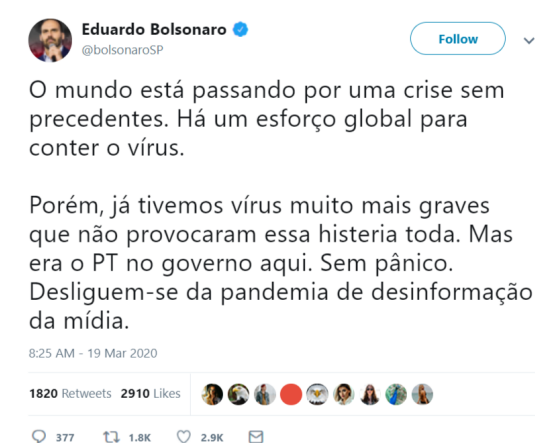 Eduardo Bolsonaro
@bolsonaroSP
Follow
O mundo está passando por uma crise sem
precedentes. Há um esforço global para
conter o vírus.
Porém, já tivemos vírus muito mais graves
que não provocaram essa histeria toda. Mas
era o PT no governo aqui. Sem pânico.
Desliguem-se da pandemia de desinformação
da mídia.
8:25 AM - 19 Mar 2020
1820 Retweets 2910 Likes
377 1.8K 2.9K